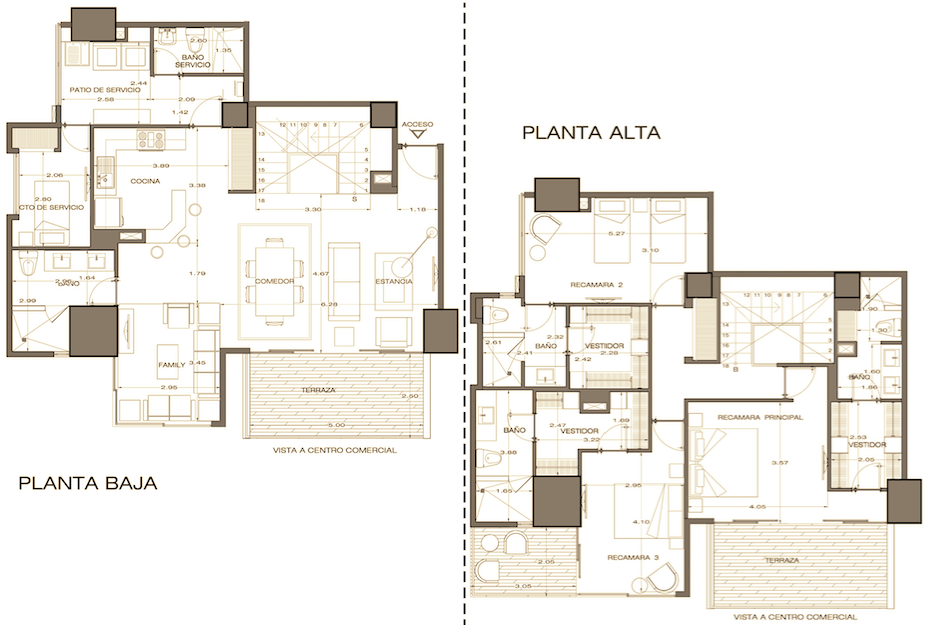 2.60
BAÑO
SERVICIO
1.35
2.44
PATIO DE SERVICIO
2.58
2.09
1.42
ACCESO
13
12 11 10 9 8 7 6
14
15
16
17
18
5
4
3
2
S
3.30
1.18
3.89
COCINA
3.38
2.06
2.80
CTO DE SERVICIO
1.79
1.64
BAÑO
2.99
COMEDOR
4.67
6.28
ESTANCIA
FAMILY
3.45
2.95
TERRAZA
2.50
5.00
VISTA A CENTRO COMERCIAL
PLANTA BAJA
PLANTA ALTA
5.27
3.10
RECAMARA 2
2.61
BAÑO
2.32
2.41
2.42
VESTIDOR
2.28
12 11 10 9 8 7 6
13
14
15
16
17
18
5
4
3
2
B
1.90
1.30
1.60
BAÑO
1.86
BAÑO
3.88
1.65
2.47
VESTIDOR
3.22
1.69
RECAMARA PRINCIPAL
3.57
4.05
2.53
VESTIDOR
2.05
2.95
4.10
RECAMARA 3
2.05
3.05
TERRAZA
VISTA A CENTRO COMERCIAL